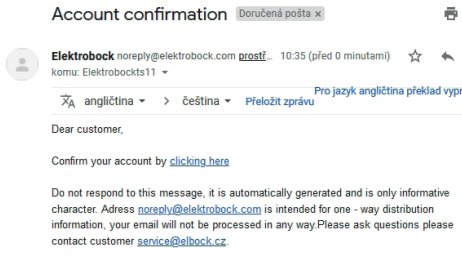 Account confirmation Doručená pošta ×
Elektrobock noreply@elektrobock.com prostř... 10:35 (před 0 minutami)
komu: Elektrobockts11
angličtina > čeština Přeložit zprávu Pro jazyk angličtina překlad vypr
Dear customer,
Confirm your account by clicking here
Do not respond to this message, it is automatically generated and is only informative
character. Adress noreply@elektrobock.com is intended for one - way distribution
information, your email will not be processed in any way.Please ask questions please
contact customer service@elbock.cz.